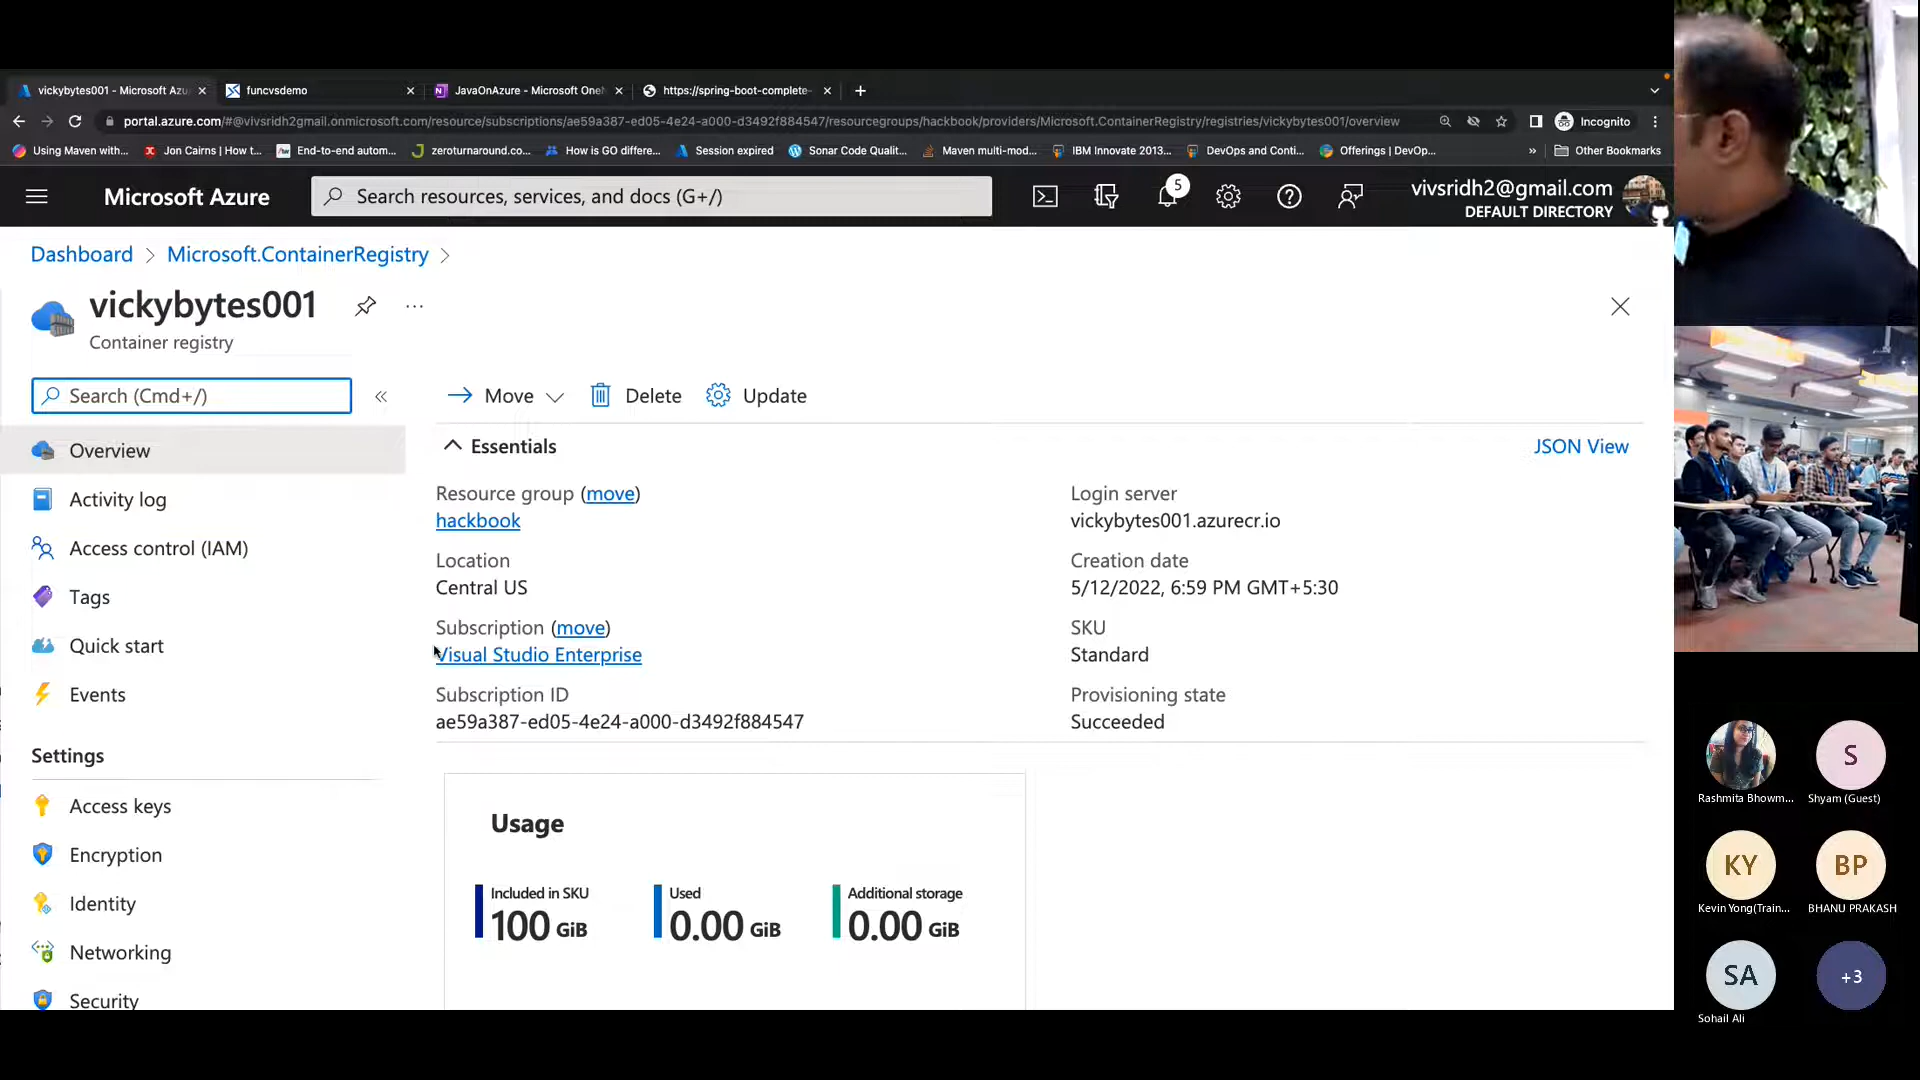 vickybytes001 - Microsoft Azu
funcvsdemo
JavaOnAzure - Microsoft OneN
https://spring-boot-complete-
portal.azure.com/#@vivsridh2gmail.onmicrosoft.com/resource/subscriptions/ae59a387-ed05-4e24-a000-d3492f884547/resourcegroups/hackbook/providers/Microsoft.ContainerRegistry/registries/vickybytes001/overview
Incognito
Using Maven with...
Jon Cairns | How t...
End-to-end autom...
zeroturnaround.co...
How is GO differe...
Session expired
Sonar Code Qualit...
Maven multi-mod...
IBM Innovate 2013...
DevOps and Conti...
Offerings | DevOp...
»
Other Bookmarks
Microsoft Azure
Search resources, services, and docs (G+/)
5
vivsridh2@gmail.com
DEFAULT DIRECTORY
Dashboard > Microsoft.ContainerRegistry >
vickybytes001
Container registry
Search (Cmd+/)
«
Move
Delete
Update
Overview
Activity log
Access control (IAM)
Tags
Quick start
Events
Settings
Access keys
Encryption
Identity
Networking
Security
Essentials
JSON View
Resource group (move)
hackbook
Location
Central US
Subscription (move)
Visual Studio Enterprise
Subscription ID
ae59a387-ed05-4e24-a000-d3492f884547
Login server
vickybytes001.azurecr.io
Creation date
5/12/2022, 6:59 PM GMT+5:30
SKU
Standard
Provisioning state
Succeeded
Usage
Included in SKU
100 GiB
Used
0.00 GiB
Additional storage
0.00 GiB
Rashmita Bhowm...
S
Shyam (Guest)
KY
Kevin Yong(Train...
BP
BHANU PRAKASH
SA
Sohail Ali
+3